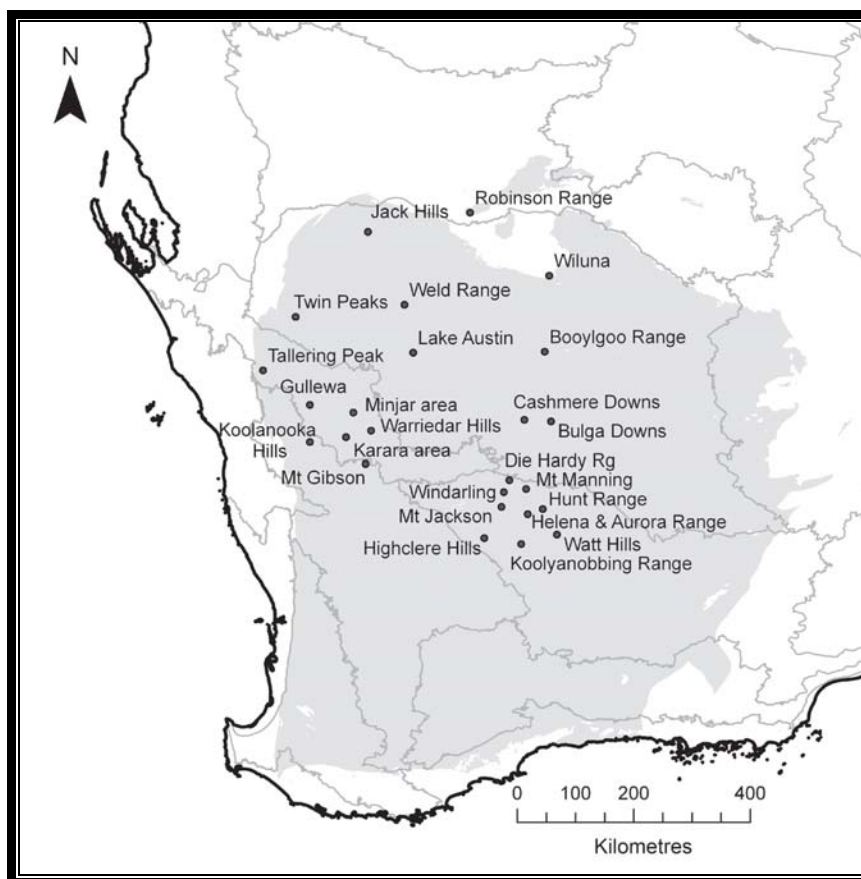 N
Robinson Range
Jack Hills
Wiluna
Weld Range
Twin Peaks
Lake Austin
Booylgoo Range
Tallering Peak
Gullewa
Minjar area
Cashmere Downs
Koolanooka
Hills
Warriedar Hills
Bulga Downs
Karara area
Mt Gibson
Die Hardy Rg
Mt Manning
Windarling
Hunt Range
Mt Jackson
Helena & Aurora Range
Highclere Hills
Watt Hills
Koolyanobbing Range
0 100 200 400
Kilometres